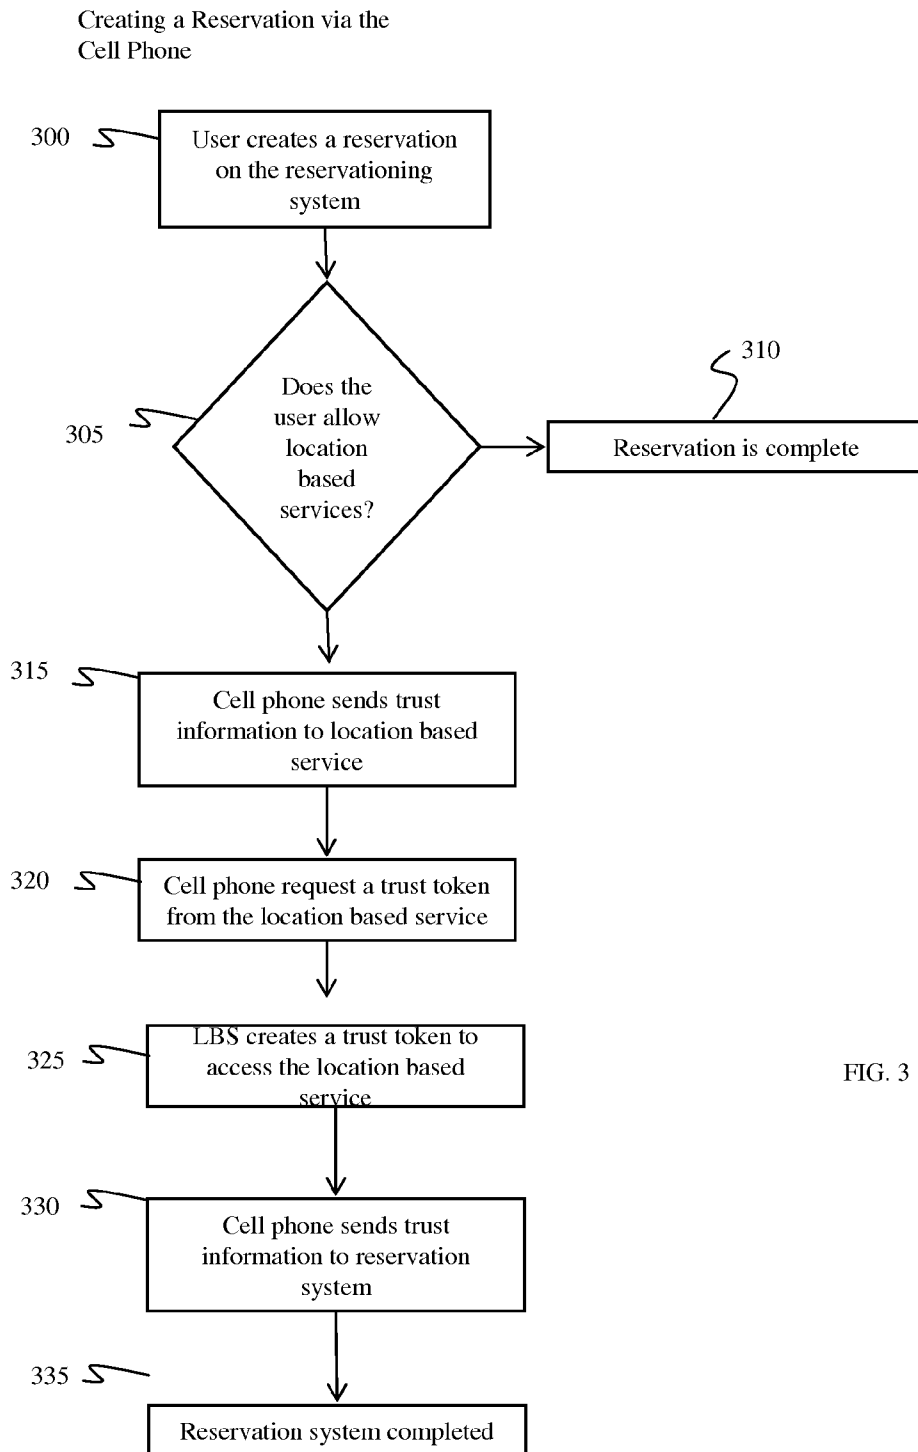 Creating a Reservation via the
Cell Phone
300
User creates a reservation
on the reservationing
system
310
305
Does the
user allow
location
based
services?
Reservation is complete
315
Cell phone sends trust
information to location based
service
320
Cell phone request a trust token
from the location based service
325
LBS creates a trust token to
access the location based
service
FIG. 3
330
Cell phone sends trust
information to reservation
system
335
Reservation system completed